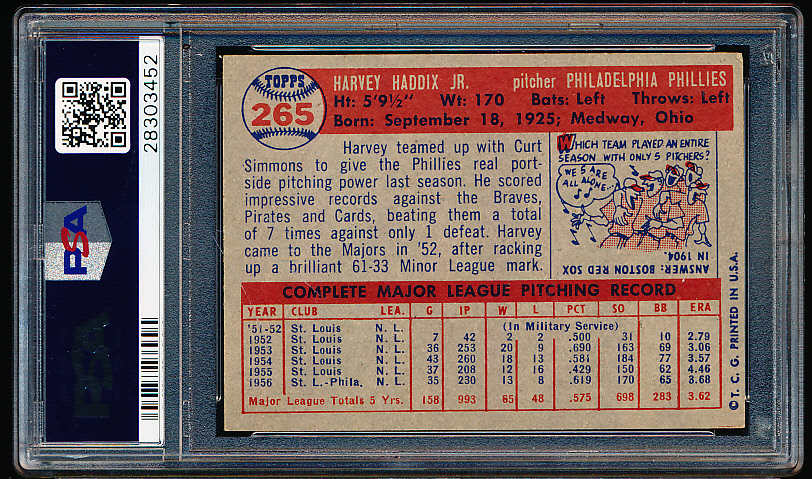 PSA
28303452
TOPPS
265
HARVEY HADDIX JR. pitcher PHILADELPHIA PHILLIES
Ht: 5'9½" Wt: 170 Bats: Left Throws: Left
Born: September 18, 1925; Medway, Ohio
Harvey teamed up with Curt
Simmons to give the Phillies real port-
side pitching power last season. He scored
impressive records against the Braves,
Pirates and Cards, beating them a total
of 7 times against only 1 defeat. Harvey
came to the Majors in '52, after racking
up a brilliant 61-33 Minor League mark.
WHICH TEAM PLAYED AN ENTIRE
SEASON WITH ONLY 5 PITCHERS?
WE 5 ARE
ALL ALONE...
ANSWER: BOSTON RED SOX
IN 1904.
COMPLETE MAJOR LEAGUE PITCHING RECORD
YEAR CLUB LEA. G IP W L PCT SO BB ERA
'51-52 St. Louis N. L. (In Military Service)
1952 St. Louis N. L. 7 42 2 2 .500 31 10 2.79
1953 St. Louis N. L. 36 253 20 9 .690 163 69 3.06
1954 St. Louis N. L. 43 260 18 13 .581 184 77 3.57
1955 St. Louis N. L. 37 208 12 16 .429 150 62 4.46
1956 St. L.-Phila. N. L. 35 230 13 8 .619 170 65 3.68
Major League Totals 5 Yrs. 158 993 65 48 .575 698 283 3.62
© T. C. G. PRINTED IN U.S.A.
PSA